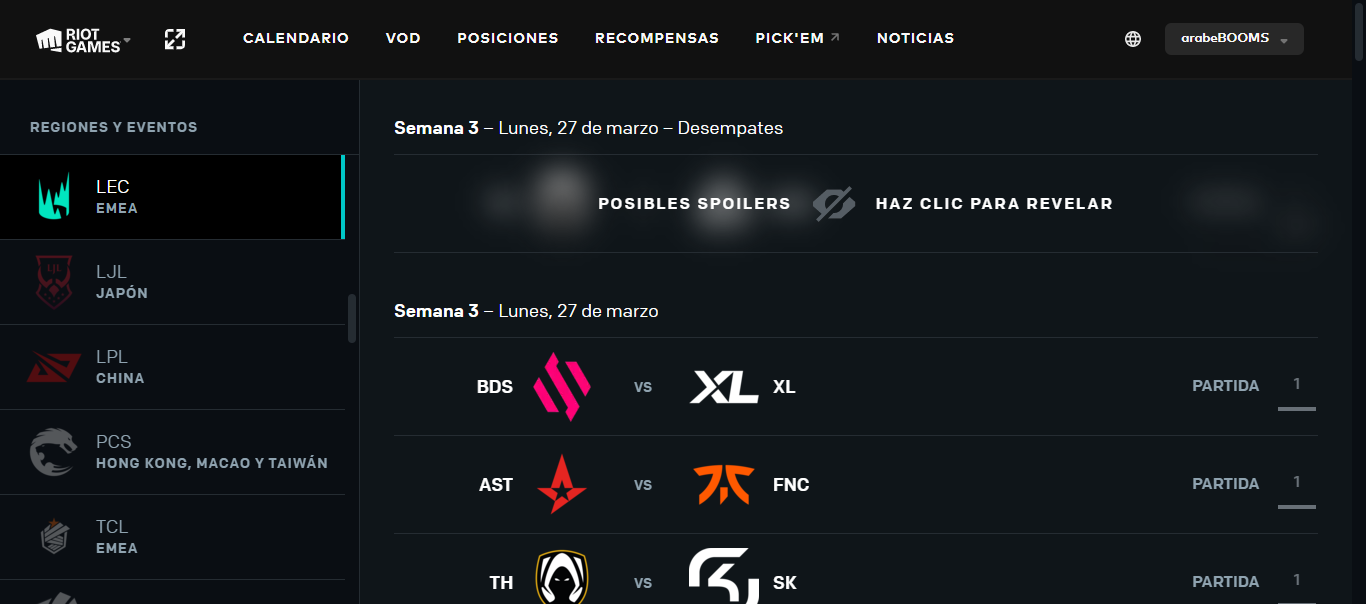 RIOT GAMES
CALENDARIO VOD POSICIONES RECOMPENSAS PICK'EM NOTICIAS
arabeBOOMS
REGIONES Y EVENTOS
LEC
EMEA
LJL
JAPÓN
LPL
CHINA
PCS
HONG KONG, MACAO Y TAIWÁN
TCL
EMEA
Semana 3 – Lunes, 27 de marzo – Desempates
POSIBLES SPOILERS HAZ CLIC PARA REVELAR
Semana 3 – Lunes, 27 de marzo
BDS VS XL XL PARTIDA 1
AST VS FNC PARTIDA 1
TH VS SK SK PARTIDA 1